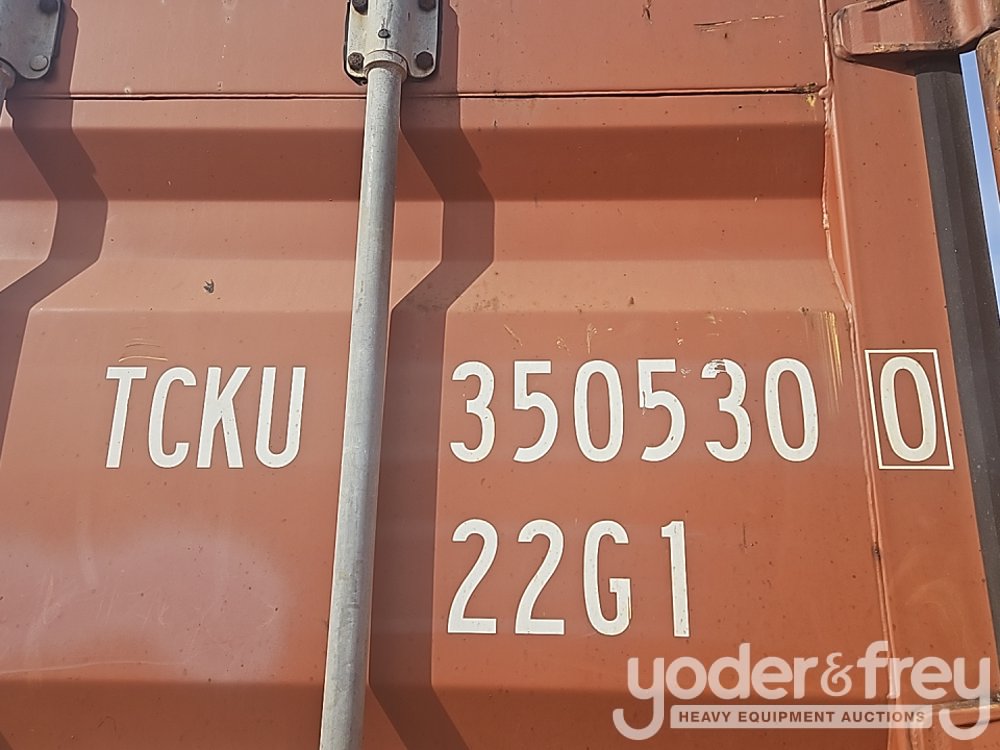 TCKU 350530 0
22G1
yoder&frey
HEAVY EQUIPMENT AUCTIONS